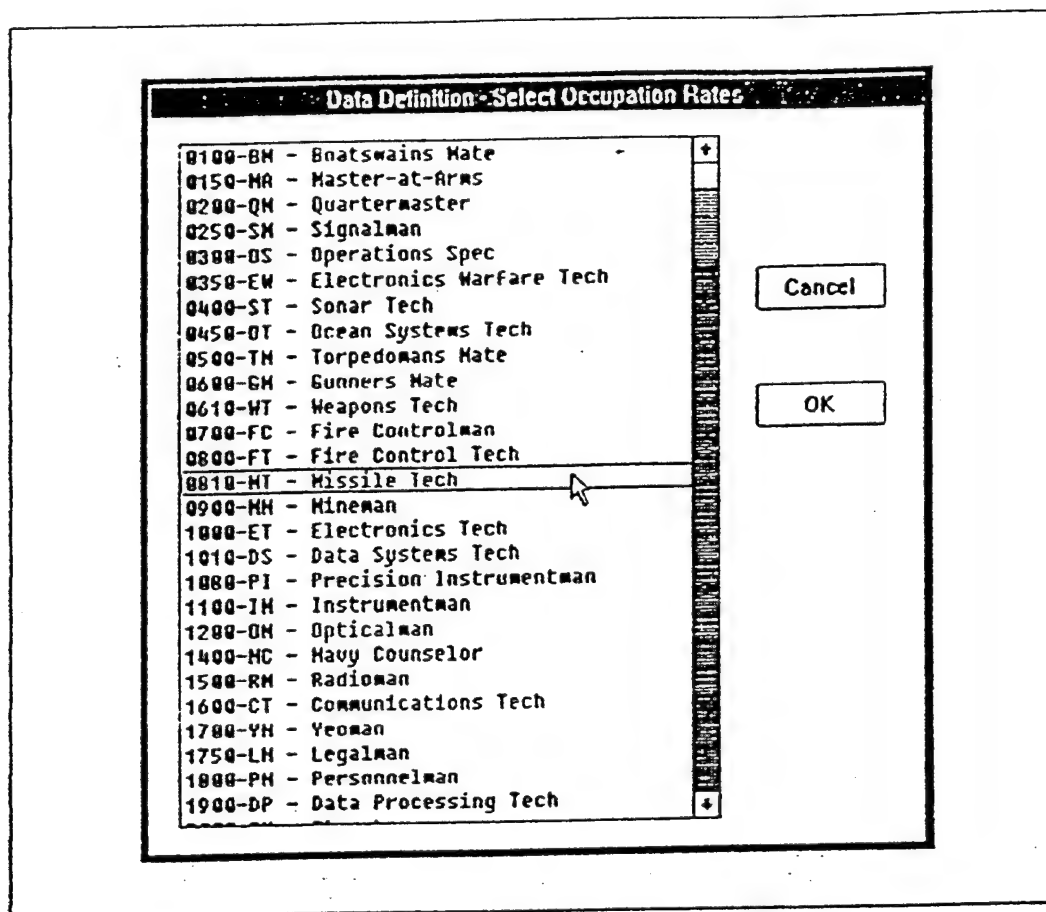 Data Definition - Select Occupation Rates
0100-BM - Boatswains Mate
0150-MA - Master-at-Arms
0200-QM - Quartermaster
0250-SM - Signalman
0300-OS - Operations Spec
0350-EW - Electronics Warfare Tech
0400-ST - Sonar Tech
0450-OT - Ocean Systems Tech
0500-TM - Torpedomans Mate
0600-GM - Gunners Mate
0610-WT - Weapons Tech
0700-FC - Fire Controlman
0800-FT - Fire Control Tech
0810-MT - Missile Tech
0900-MN - Mineman
1000-ET - Electronics Tech
1010-DS - Data Systems Tech
1080-PI - Precision Instrumentman
1100-IM - Instrumentman
1200-OM - Opticalman
1400-NC - Navy Counselor
1500-RM - Radioman
1600-CT - Communications Tech
1700-YN - Yeoman
1750-LN - Legalman
1800-PN - Personnelman
1900-DP - Data Processing Tech
Cancel
OK